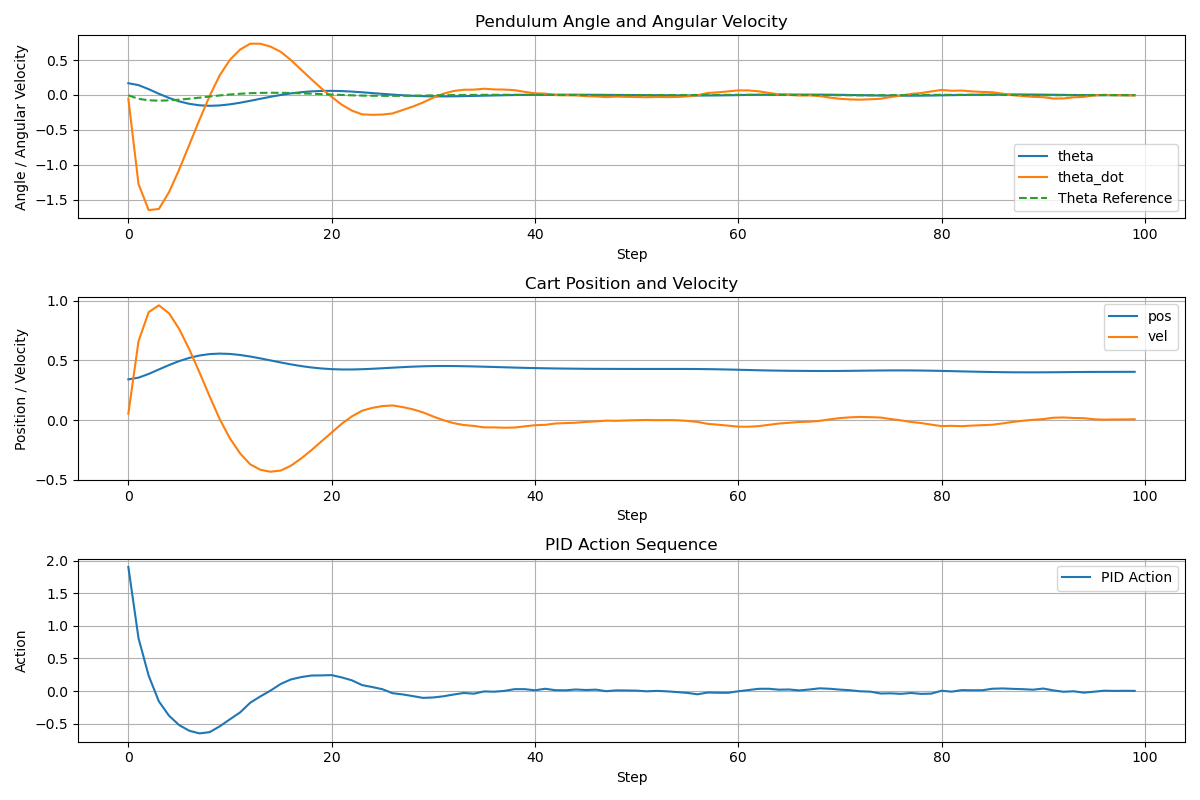 Pendulum Angle and Angular Velocity
Angle / Angular Velocity
0.5
0.0
−0.5
−1.0
−1.5
theta
theta_dot
Theta Reference
0 20 40 60 80 100
Step
Cart Position and Velocity
Position / Velocity
1.0
0.5
0.0
−0.5
pos
vel
0 20 40 60 80 100
Step
PID Action Sequence
Action
2.0
1.5
1.0
0.5
0.0
−0.5
PID Action
0 20 40 60 80 100
Step